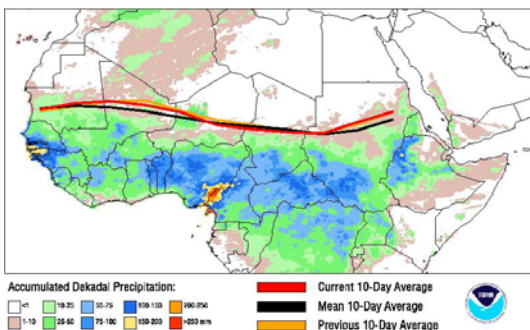 Accumulated Dekadal Precipitation:
<1 10-25 50-75 100-150 200-250
1-10 25-50 75-100 150-200 >250 mm
Current 10-Day Average
Mean 10-Day Average
Previous 10-Day Average